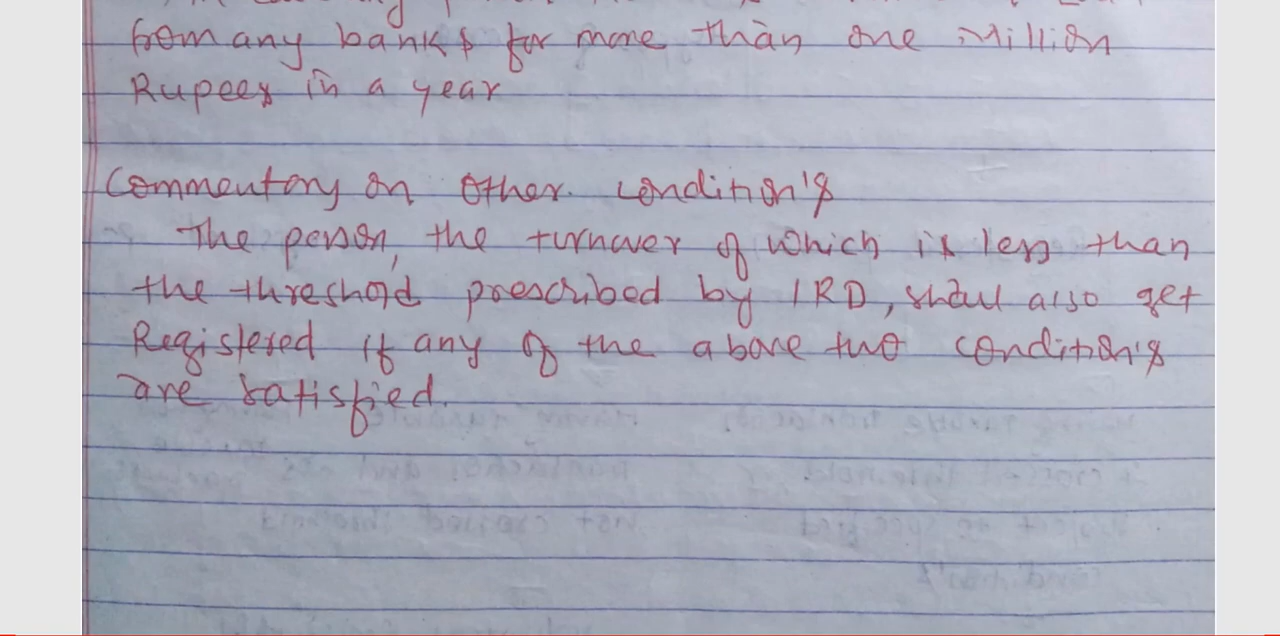 from any bank's for more than one Million
Rupees in a year
Commentary on Other conditions's
The person, the turnover of which is less than
the threshold prescribed by IRD, shall also get
Registered if any of the above two condition's
are satisfied.